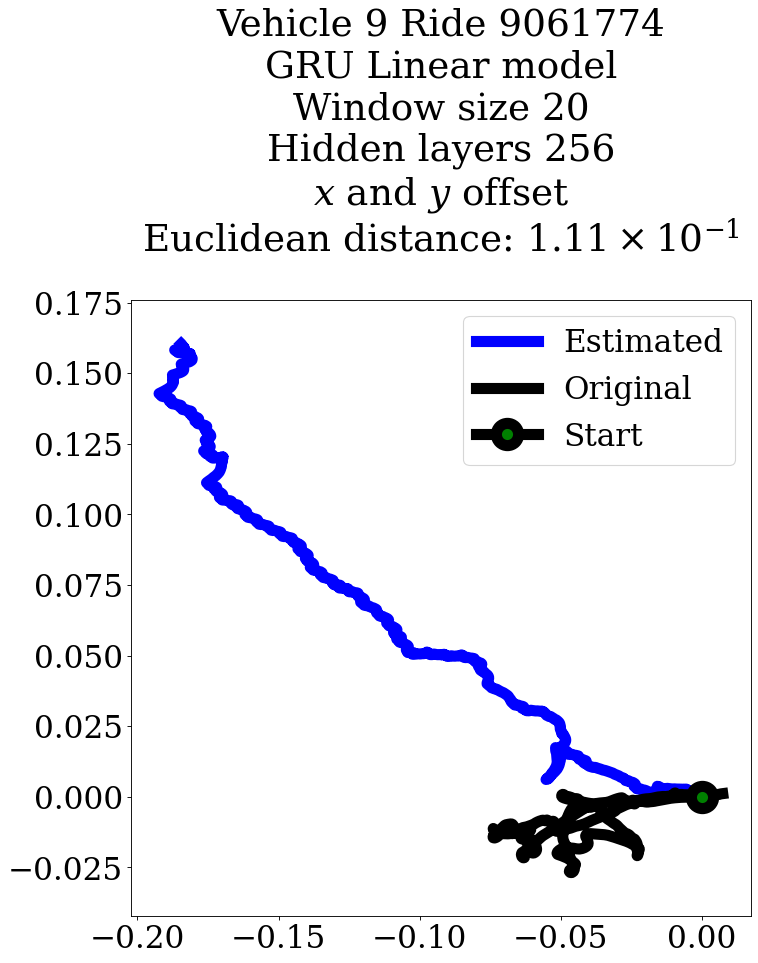 Vehicle 9 Ride 9061774
GRU Linear model
Window size 20
Hidden layers 256
x and y offset
Euclidean distance: 1.11 × 10⁻¹
Estimated
Original
Start
0.175
0.150
0.125
0.100
0.075
0.050
0.025
0.000
−0.025
−0.20 −0.15 −0.10 −0.05 0.00